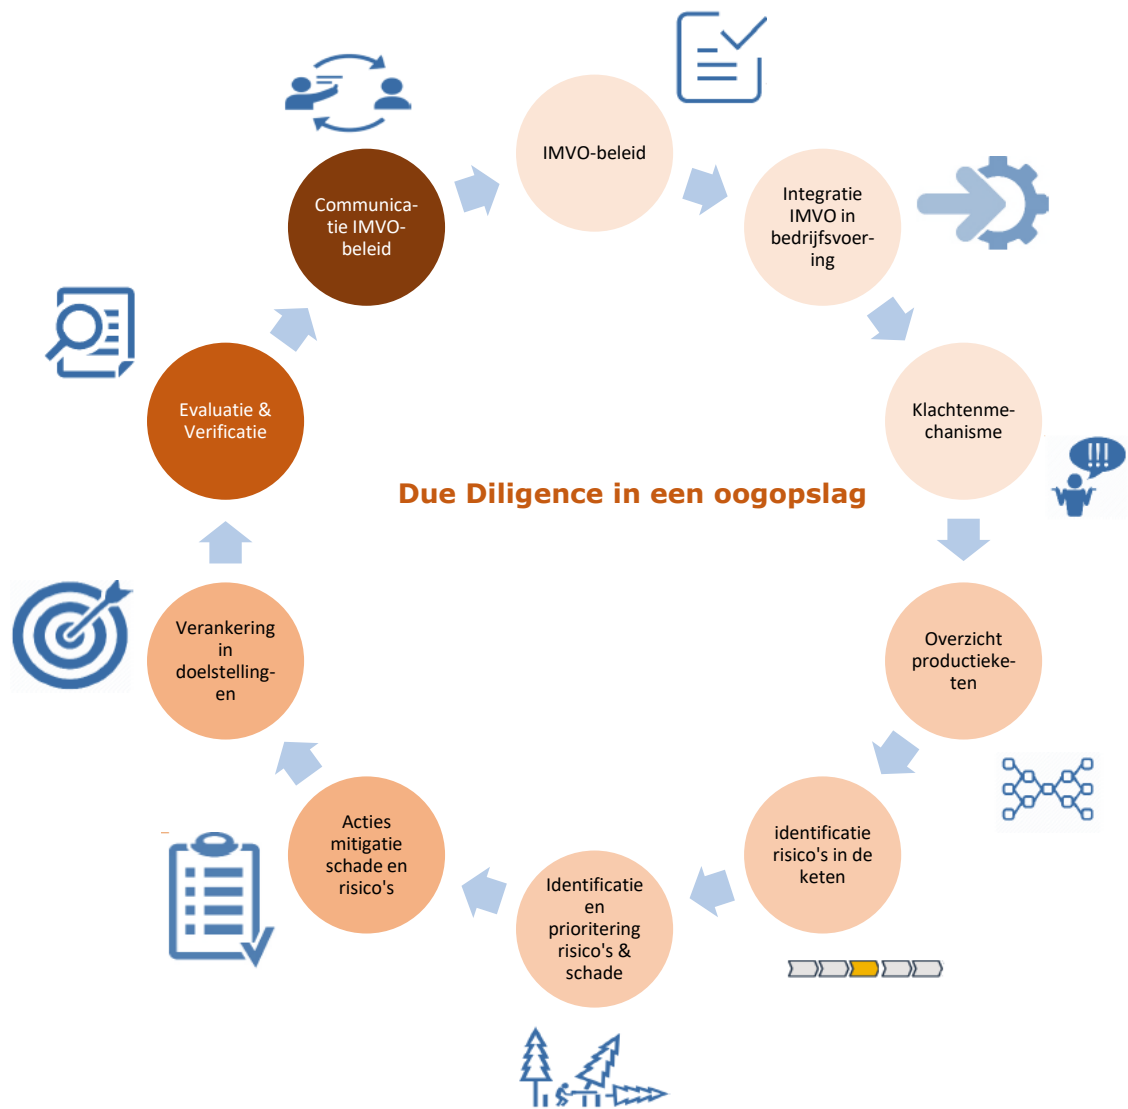 IMVO-beleid
Integratie
IMVO in
bedrijfsvoer-
ing
Klachtenme-
chanisme
Overzicht
productieke-
ten
identificatie
risico's in de
keten
Identificatie
en
prioritering
risico's &
schade
Acties
mitigatie
schade en
risico's
Verankering
in
doelstelling-
en
Evaluatie &
Verificatie
Communica-
tie IMVO-
beleid
Due Diligence in een oogopslag
!!!